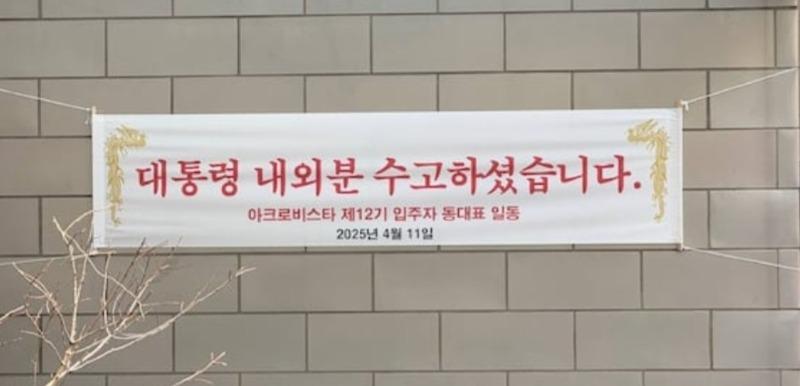 대통령 내외분 수고하셨습니다.
아크로비스타 제12기 입주자 동대표 일동
2025년 4월 11일